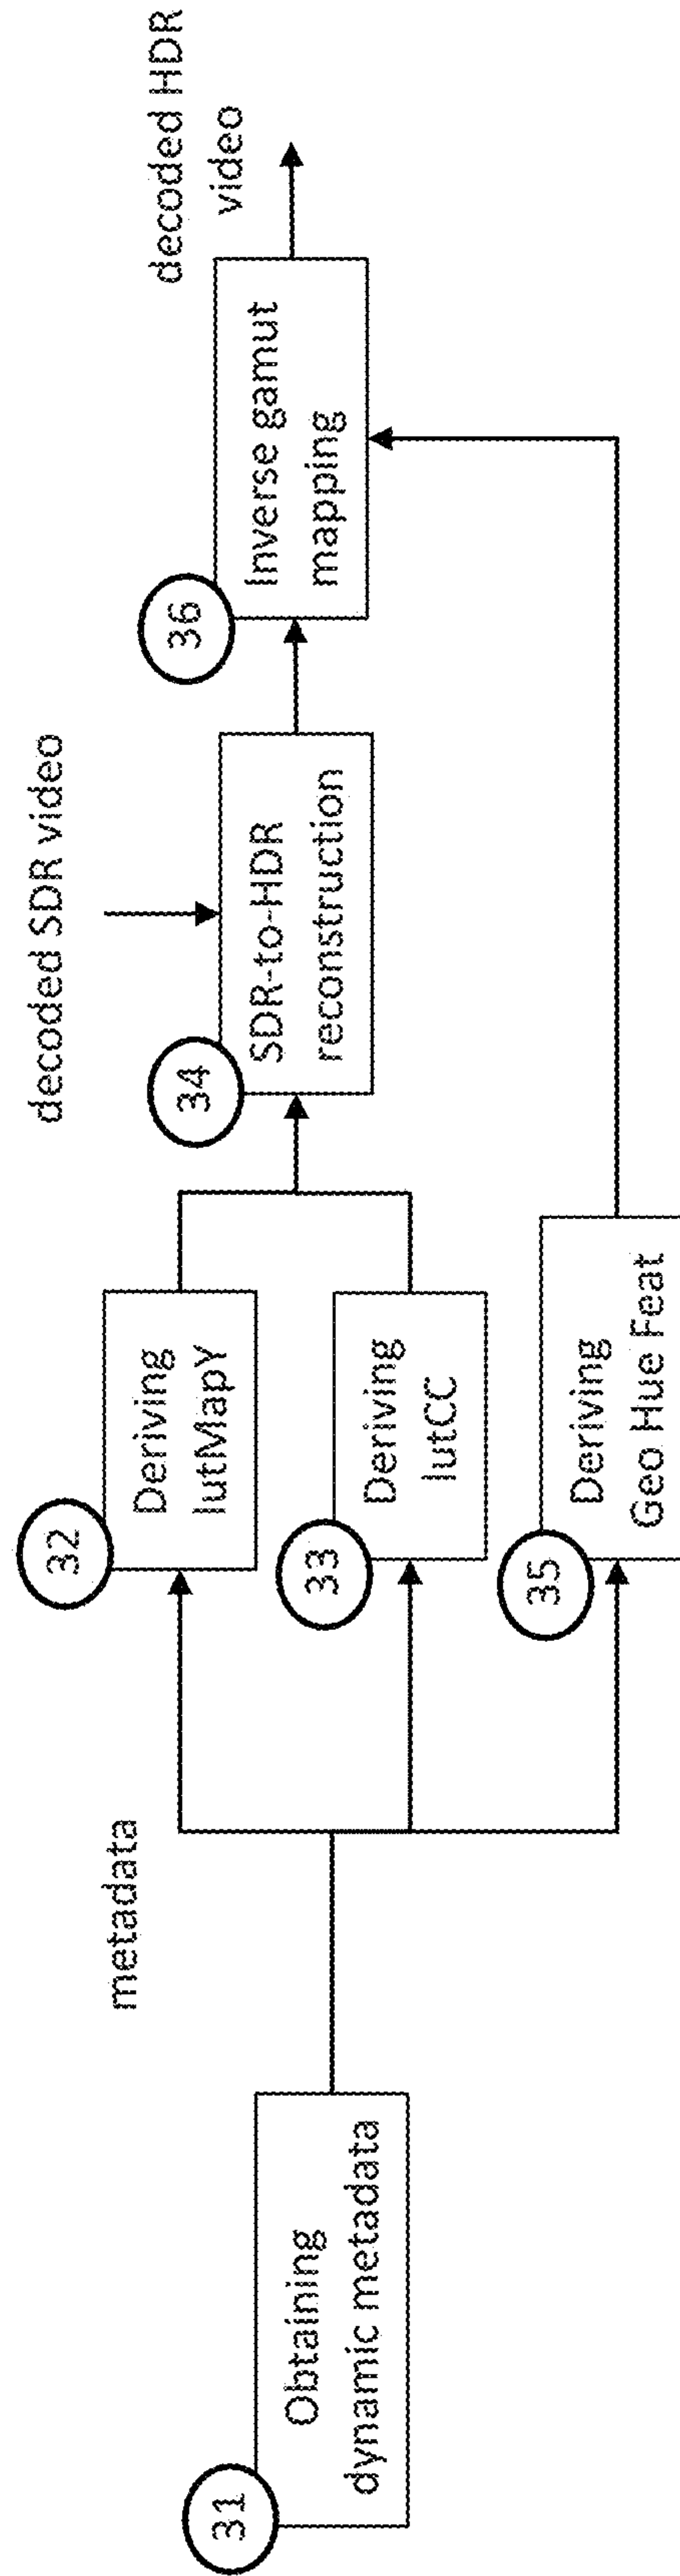 31
Obtaining
dynamic metadata
metadata
32
Deriving
lutMapY
33
Deriving
lutCC
35
Deriving
Geo Hue Feat
decoded SDR video
34
SDR-to-HDR
reconstruction
36
Inverse gamut
mapping
decoded HDR
video